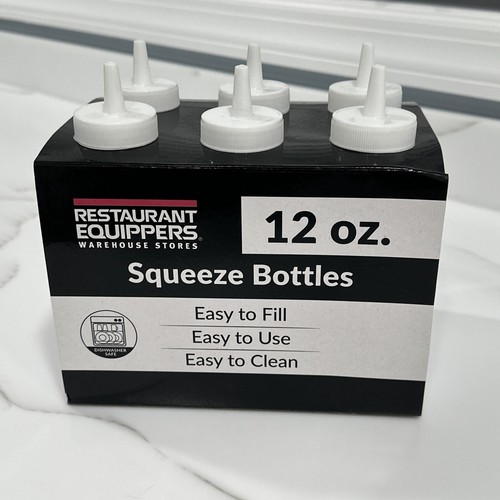 RESTAURANT
EQUIPPERS®
WAREHOUSE STORES
12 oz.
Squeeze Bottles
Easy to Fill
Easy to Use
Easy to Clean
DISHWASHER
SAFE